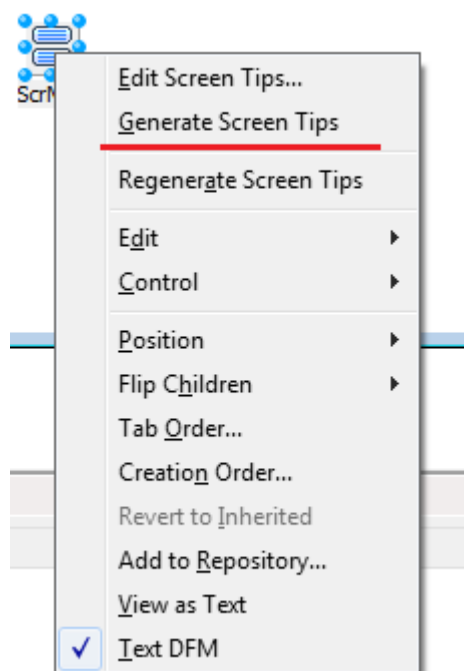 Scr
Edit Screen Tips...
Generate Screen Tips
Regenerate Screen Tips
Edit
Control
Position
Flip Children
Tab Order...
Creation Order...
Revert to Inherited
Add to Repository...
View as Text
Text DFM